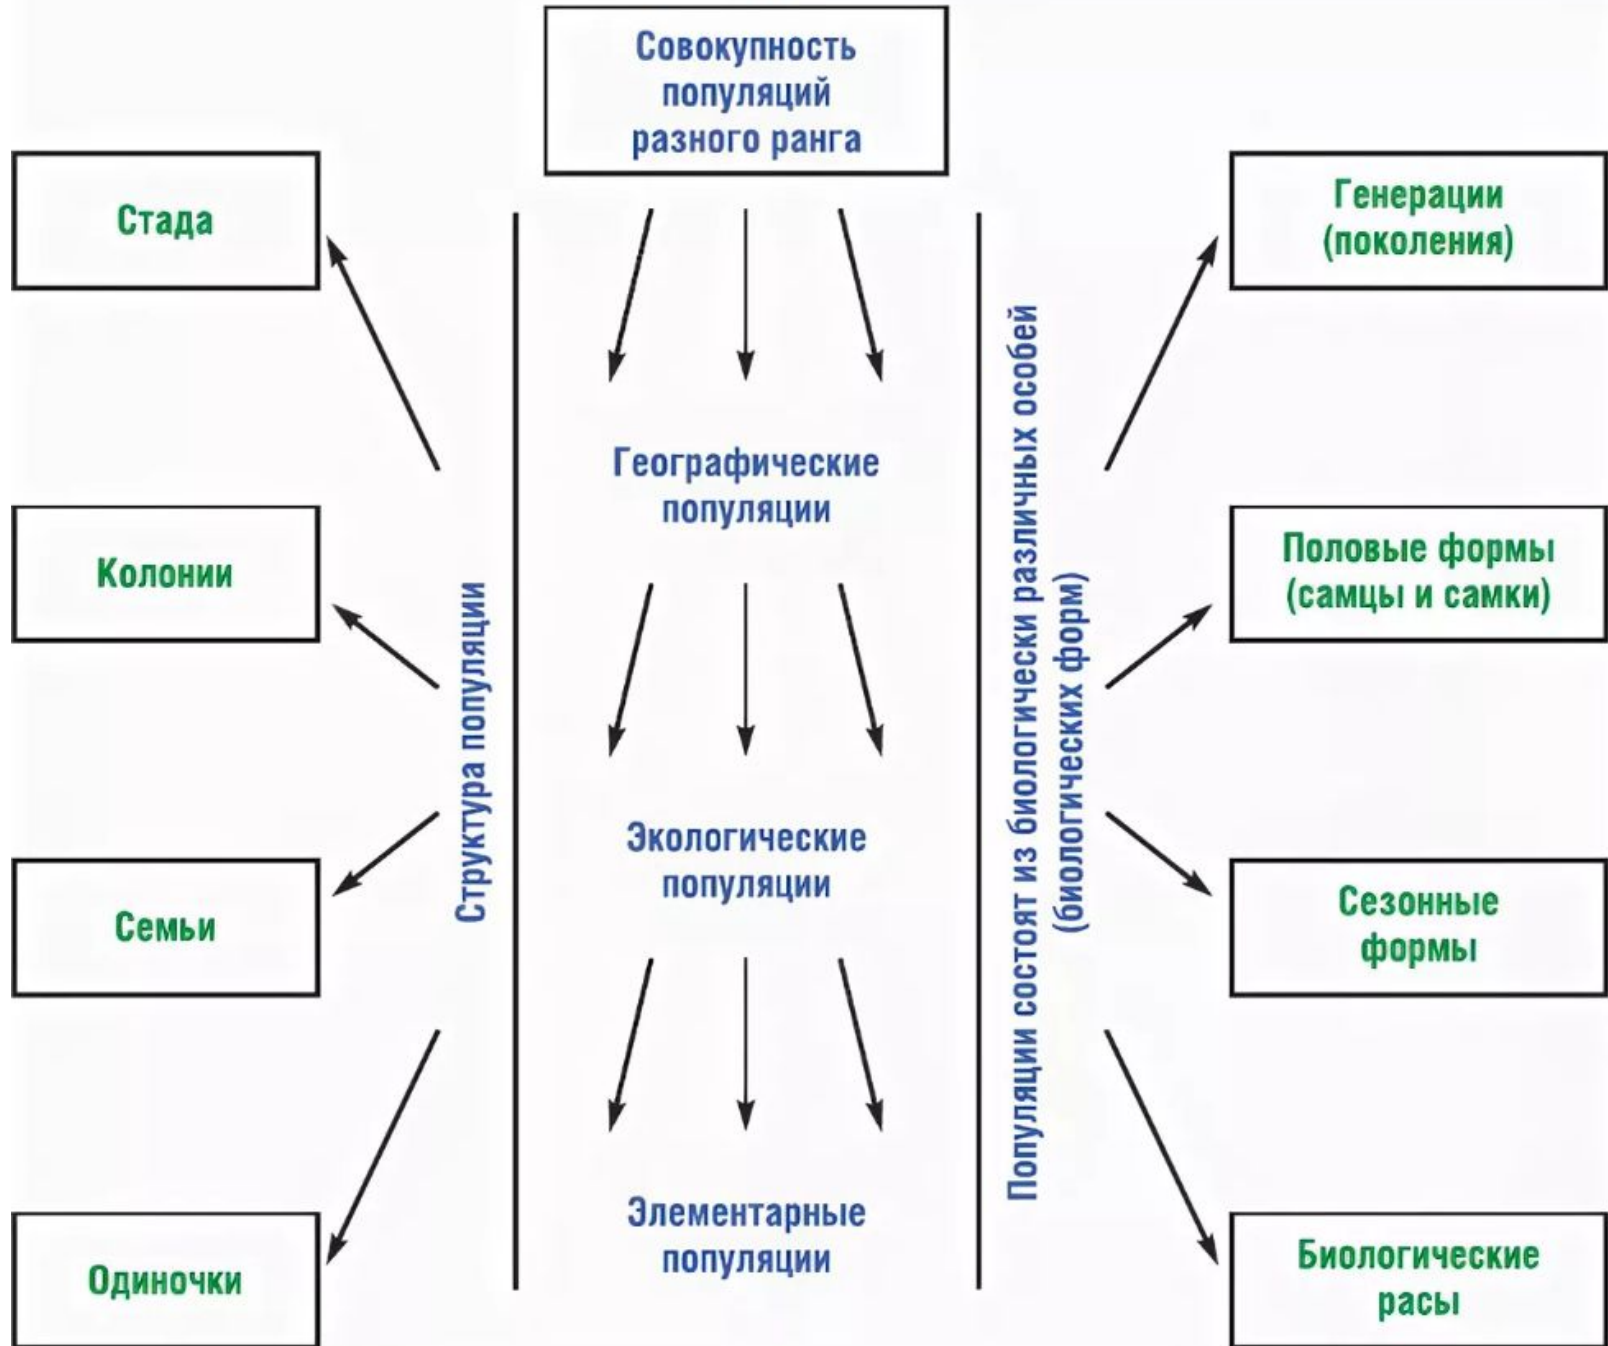 Совокупность
популяций
разного ранга
Стада
Колонии
Семьи
Одиночки
Структура популяции
Географические
популяции
Экологические
популяции
Элементарные
популяции
Популяции состоят из биологически различных особей
(биологических форм)
Генерации
(поколения)
Половые формы
(самцы и самки)
Сезонные
формы
Биологические
расы